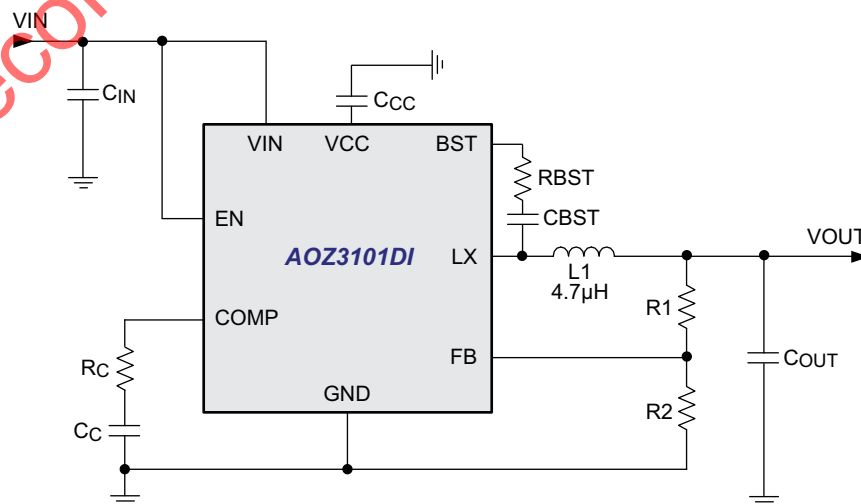 VIN
CIN
CCC
VIN
VCC
BST
RBST
CBST
EN
AOZ3101DI
LX
VOUT
L1
4.7µH
R1
COMP
FB
COUT
RC
GND
R2
CC